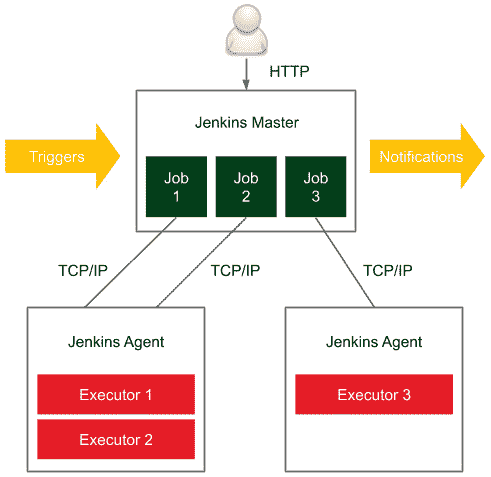 HTTP
Jenkins Master
Triggers
Notifications
Job
1
Job
2
Job
3
TCP/IP
TCP/IP
TCP/IP
Jenkins Agent
Executor 1
Executor 2
Jenkins Agent
Executor 3